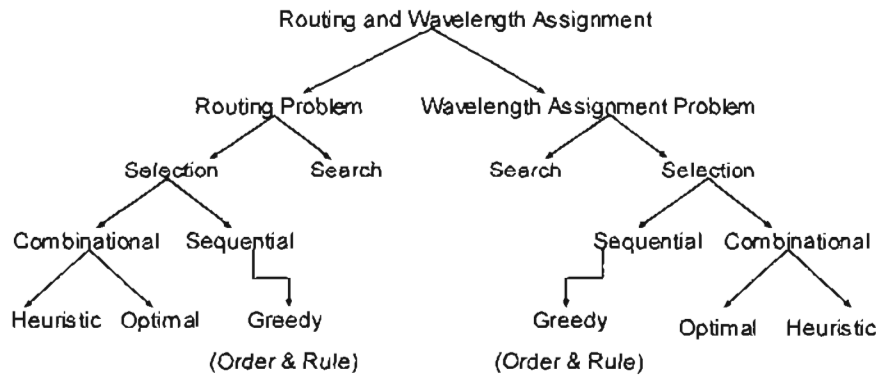 Routing and Wavelength Assignment
Routing Problem Wavelength Assignment Problem
Selection Search Search Selection
Combinational Sequential Sequential Combinational
Heuristic Optimal Greedy Greedy Optimal Heuristic
(Order & Rule) (Order & Rule)